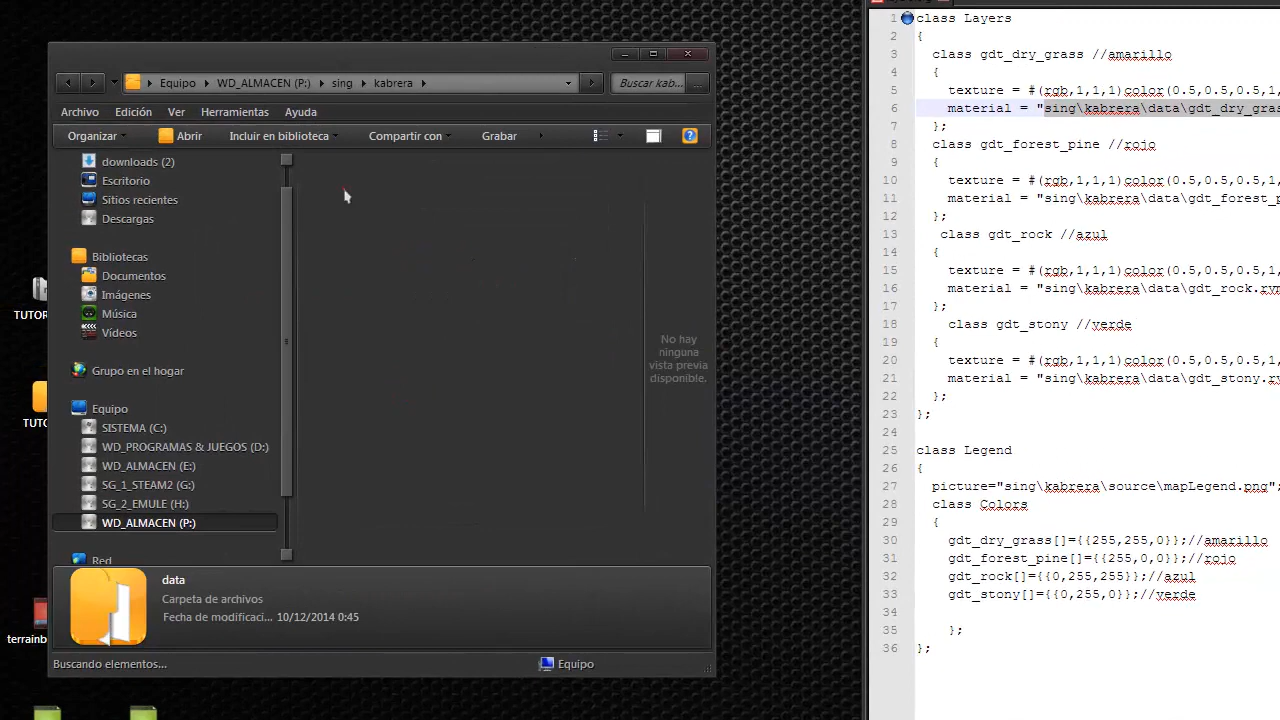 Equipo WD_ALMACEN (P:) sing kabrera
Buscar kab...
Archivo Edición Ver Herramientas Ayuda
Organizar Abrir Incluir en biblioteca Compartir con Grabar
downloads (2)
Escritorio
Sitios recientes
Descargas
Bibliotecas
Documentos
Imágenes
Música
Vídeos
Grupo en el hogar
Equipo
SISTEMA (C:)
WD_PROGRAMAS & JUEGOS (D:)
WD_ALMACEN (E:)
SG_1_STEAM2 (G:)
SG_2_EMULE (H:)
WD_ALMACEN (P:)
Red
No hay
ninguna
vista previa
disponible.
data
Carpeta de archivos
Fecha de modificaci... 10/12/2014 0:45
Buscando elementos...
Equipo
TUTOR
TUTO
terrainb
1 class Layers
2 {
3 class gdt_dry_grass //amarillo
4 {
5 texture = #(rgb,1,1,1)color(0.5,0.5,0.5,1,
6 material = "sing\kabrera\data\gdt_dry_gras
7 };
8 class gdt_forest_pine //rojo
9 {
10 texture = #(rgb,1,1,1)color(0.5,0.5,0.5,1,
11 material = "sing\kabrera\data\gdt_forest_p
12 };
13 class gdt_rock //azul
14 {
15 texture = #(rgb,1,1,1)color(0.5,0.5,0.5,1,
16 material = "sing\kabrera\data\gdt_rock.rvm
17 };
18 class gdt_stony //verde
19 {
20 texture = #(rgb,1,1,1)color(0.5,0.5,0.5,1,
21 material = "sing\kabrera\data\gdt_stony.rv
22 };
23 };
24
25 class Legend
26 {
27 picture="sing\kabrera\source\mapLegend.png";
28 class Colors
29 {
30 gdt_dry_grass[]={{255,255,0}};//amarillo
31 gdt_forest_pine[]={{255,0,0}};//rojo
32 gdt_rock[]={{0,255,255}};//azul
33 gdt_stony[]={{0,255,0}};//verde
34
35 };
36 };